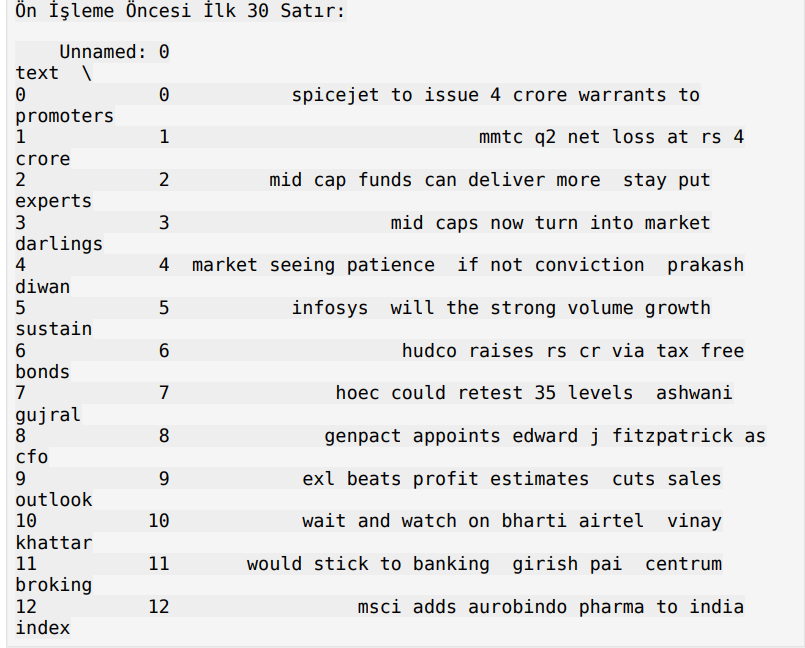 Ön İşleme Öncesi İlk 30 Satır:
Unnamed: 0
text \
0 0 spicejet to issue 4 crore warrants to
promoters
1 1 mmtc q2 net loss at rs 4
crore
2 2 mid cap funds can deliver more stay put
experts
3 3 mid caps now turn into market
darlings
4 4 market seeing patience if not conviction prakash
diwan
5 5 infosys will the strong volume growth
sustain
6 6 hudco raises rs cr via tax free
bonds
7 7 hoec could retest 35 levels ashwani
gujral
8 8 genpact appoints edward j fitzpatrick as
cfo
9 9 exl beats profit estimates cuts sales
outlook
10 10 wait and watch on bharti airtel vinay
khattar
11 11 would stick to banking girish pai centrum
broking
12 12 msci adds aurobindo pharma to india
index